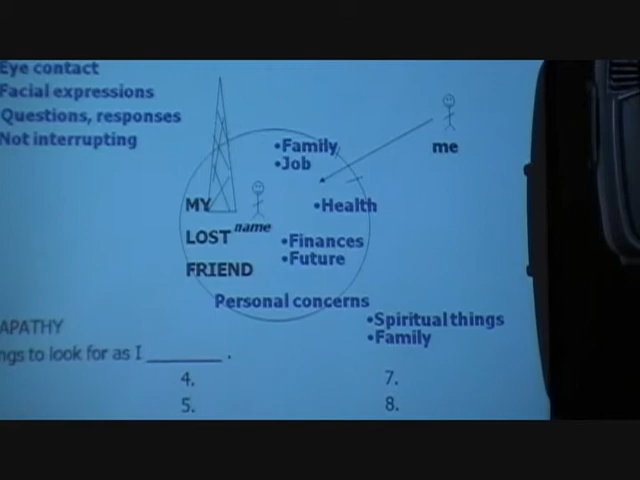 Eye contact
Facial expressions
Questions, responses
Not interrupting
•Family
•Job
me
MY
•Health
name
LOST
•Finances
•Future
FRIEND
Personal concerns
•Spiritual things
•Family
APATHY
ngs to look for as I ________ .
4.
7.
5.
8.